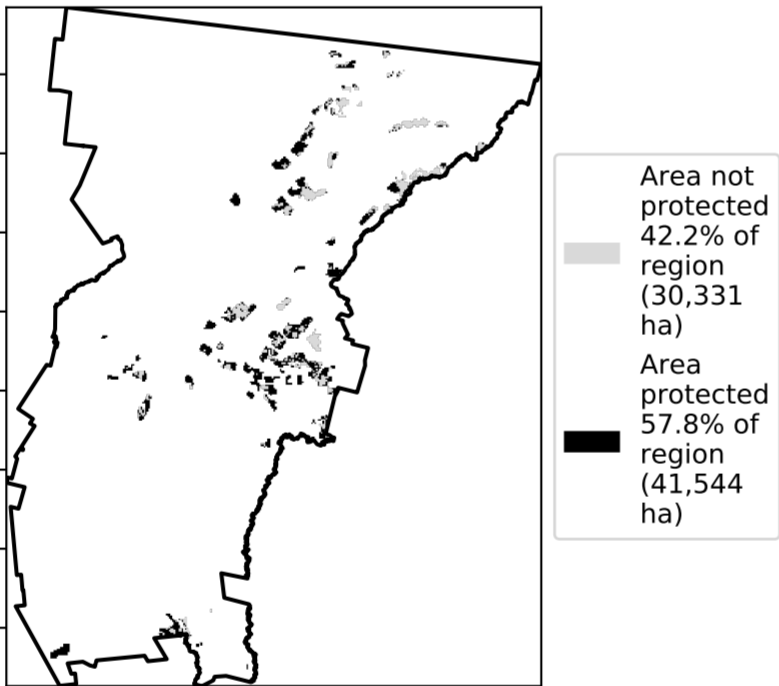 Area not
protected
42.2% of
region
(30,331
ha)
Area
protected
57.8% of
region
(41,544
ha)